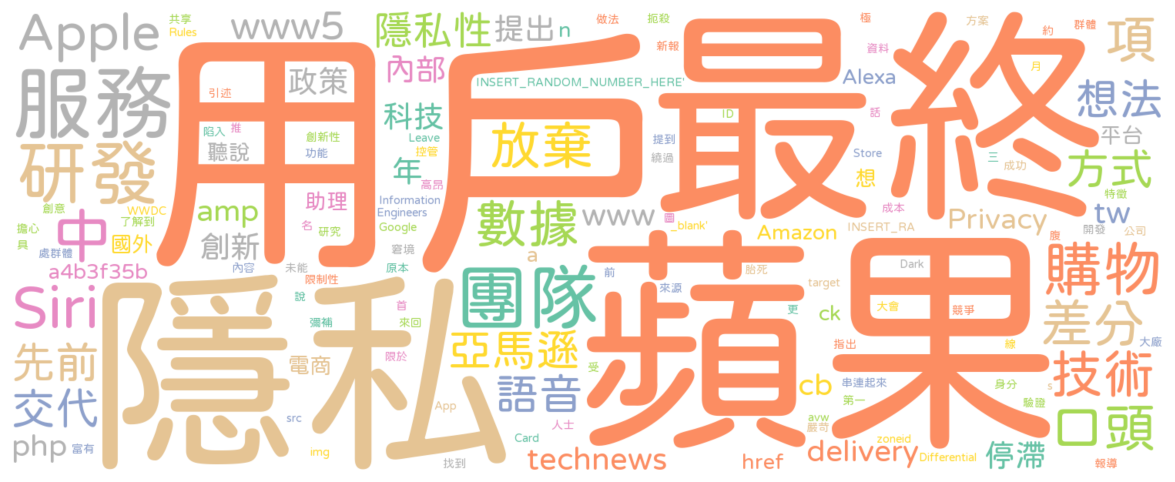 共享
Rules
Apple
www5
隱私性
提出
n
做法
扼殺
極
方案
約
群體
項
服務
用戶
最終
政策
內部
新報
INSERT_RANDOM_NUMBER_HERE'
資料
Alexa
月
想法
引述
科技
Leave
控管
ID
話
平台
研發
陷入
推
創新性
聽說
功能
放棄
提到
繞過
Store
想
三
成功
方式
年
高昂
特徵
創意
WWDC
了解到
擔心
具
中
國外
處群體
amp
助理
名
研究
Information
Engineers
Google
數據
www
圖
_blank'
成本
Amazon
INSERT_RA
Privacy
tw
開發
公司
創新
窘境
a4b3f35b
內容
未能
原本
a
胎死
Dark
腹
購物
Siri
隱私
限制性
說
首
彌補
來回
團隊
前
來源
蘋果
更
target
大會
競爭
ck
差分
先前
電商
限於
亞馬遜
受
指出
線
大廠
交代
App
語音
cb
串連起來
第一
身分
s
驗證
技術
php
富有
src
img
找到
人士
Card
avw
嚴苛
zoneid
口頭
technews
href
delivery
Differential
停滯
報導